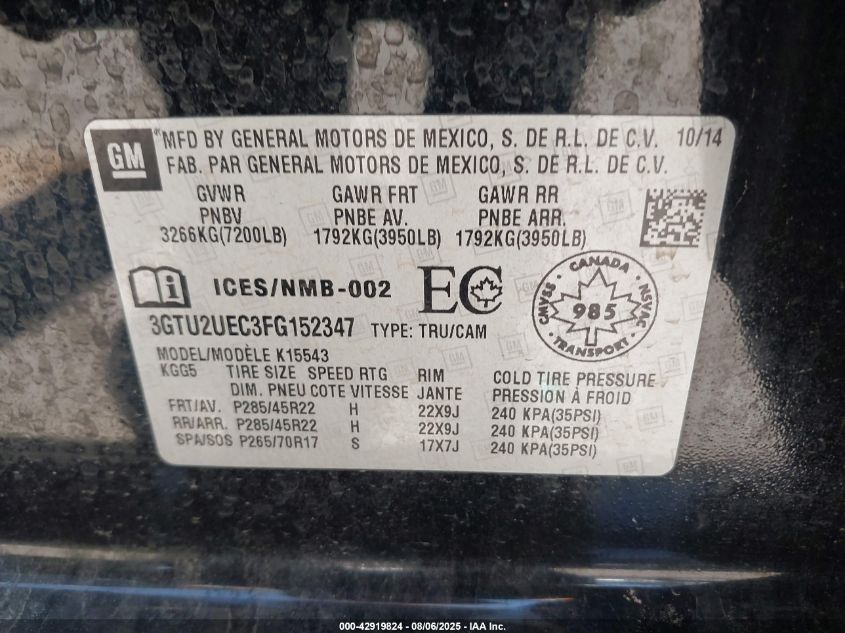 GM
MFD BY GENERAL MOTORS DE MEXICO, S. DE R.L. DE C.V. 10/14
FAB. PAR GENERAL MOTORS DE MEXICO, S. DE R.L. DE C.V.
GVWR GAWR FRT GAWR RR
PNBV PNBE AV. PNBE ARR.
3266KG(7200LB) 1792KG(3950LB) 1792KG(3950LB)
i ICES/NMB-002 EC
CANADA
CMVSS 985 NSVAC
TRANSPORT
3GTU2UEC3FG152347 TYPE: TRU/CAM
MODEL/MODÈLE K15543
KGG5 TIRE SIZE SPEED RTG RIM COLD TIRE PRESSURE
DIM. PNEU COTE VITESSE JANTE PRESSION À FROID
FRT/AV. P285/45R22 H 22X9J 240 KPA(35PSI)
RR/ARR. P285/45R22 H 22X9J 240 KPA(35PSI)
SPA/SOS P265/70R17 S 17X7J 240 KPA(35PSI)
000-42919824 - 08/06/2025 - IAA Inc.